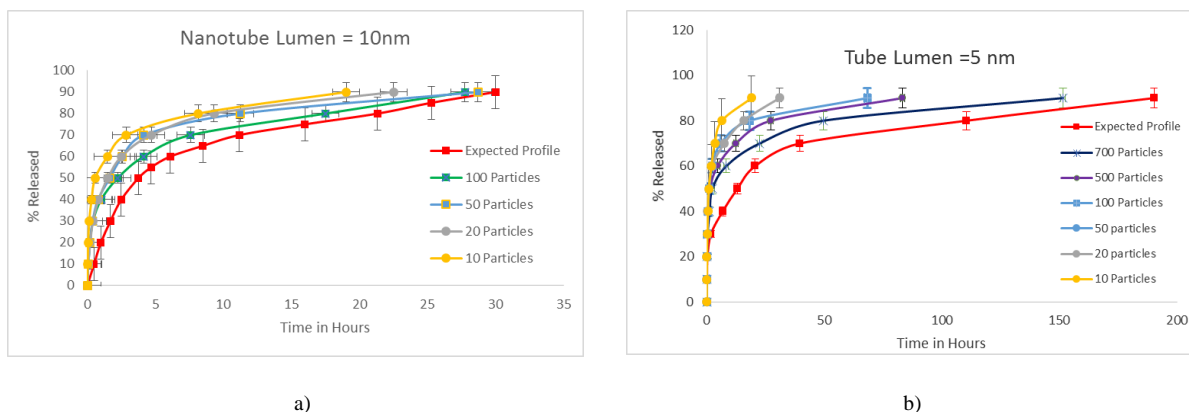 Nanotube Lumen = 10nm
100
90
80
70
60
50
40
30
20
10
0
% Released
0 5 10 15 20 25 30 35
Time in Hours
Expected Profile
100 Particles
50 Particles
20 Particles
10 Particles
a)
Tube Lumen =5 nm
120
100
80
60
40
20
0
% Released
0 50 100 150 200
Time in Hours
Expected Profile
700 Particles
500 Particles
100 Particles
50 particles
20 particles
10 Particles
b)